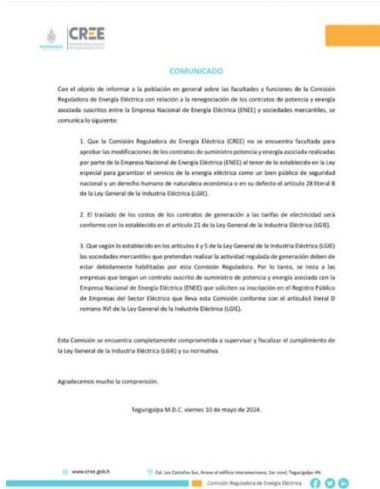 CREE
COMUNICADO
Con el objeto de informar a la población en general sobre las facultades y funciones de la Comisión
Reguladora de Energía Eléctrica con relación a la renegociación de los contratos de potencia y energía
asociada suscritos entre la Empresa Nacional de Energía Eléctrica (ENEE) y sociedades mercantiles, se
comunica lo siguiente:
1. Que la Comisión Reguladora de Energía Eléctrica (CREE) no se encuentra facultada para
aprobar las modificaciones de los contratos de suministro potencia y energía asociada realizadas
por parte de la Empresa Nacional de Energía Eléctrica (ENEE) al tenor de lo establecido en la Ley
especial para garantizar el servicio de la energía eléctrica como un bien público de seguridad
nacional y un derecho humano de naturaleza económica o en su defecto el artículo 28 literal B
de la Ley General de la Industria Eléctrica (LGIE).
2. El traslado de los costos de los contratos de generación a las tarifas de electricidad será
conforme con lo establecido en el artículo 21 de la Ley General de la Industria Eléctrica (LGIE).
3. Que según lo establecido en los artículos 4 y 5 de la Ley General de la Industria Eléctrica (LGIE)
las sociedades mercantiles que pretendan realizar la actividad regulada de generación deben de
estar debidamente habilitadas por esta Comisión Reguladora. Por lo tanto, se insta a las
empresas que tengan un contrato suscrito de suministro de potencia y energía asociada con la
Empresa Nacional de Energía Eléctrica (ENEE) que soliciten su inscripción en el Registro Público
de Empresas del Sector Eléctrico que lleva esta Comisión conforme con el artículo3 literal D
romano XVI de la Ley General de la Industria Eléctrica (LGIE).
Esta Comisión se encuentra completamente comprometida a supervisar y fiscalizar el cumplimiento de
la Ley General de la Industria Eléctrica (LGIE) y su normativa.
Agradecemos mucho la comprensión.
Tegucigalpa M.D.C. viernes 10 de mayo de 2024.
www.cree.gob.h Col. Los Castaños Sur, Anexo al edificio Interamericano, 1er nivel, Tegucigalpa HN.
Comisión Reguladora de Energía Eléctrica